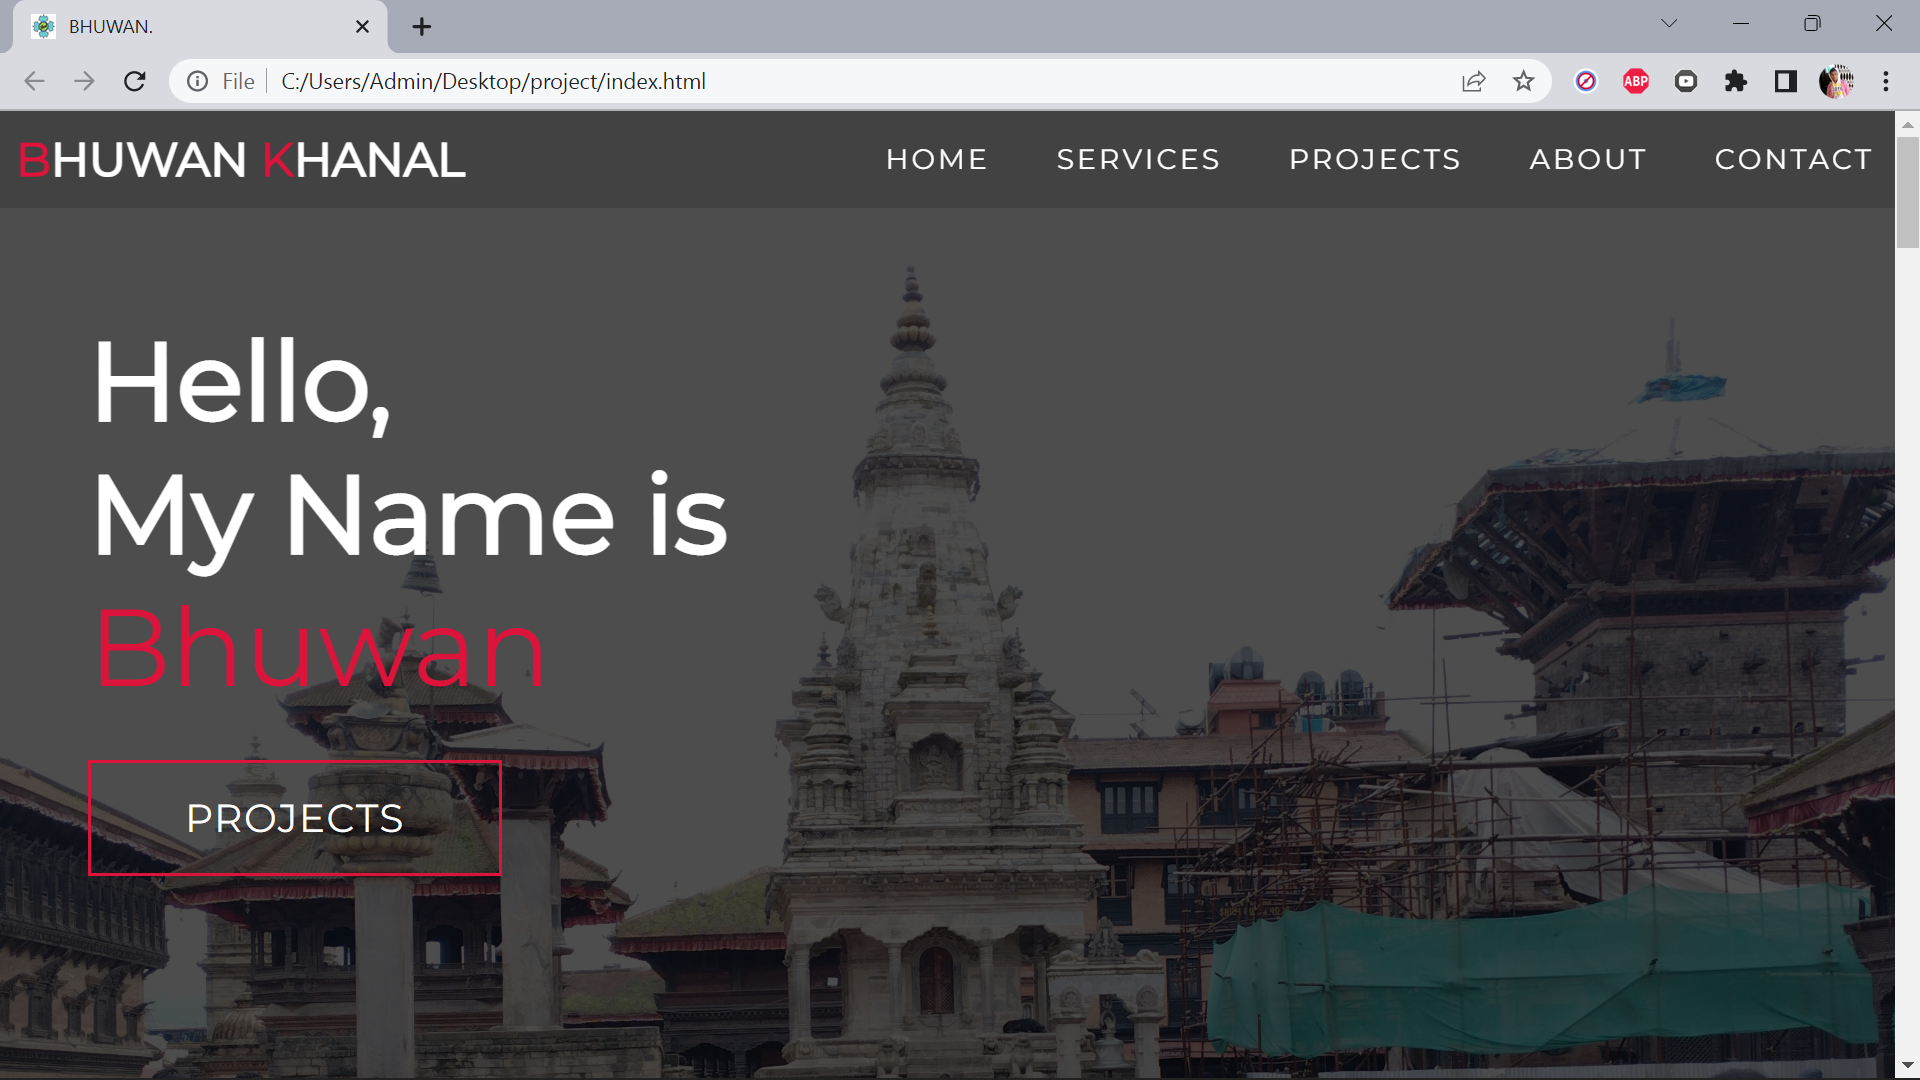 BHUWAN.
File
C:/Users/Admin/Desktop/project/index.html
ABP
BHUWAN KHANAL
HOME SERVICES PROJECTS ABOUT CONTACT
Hello,
My Name is
Bhuwan
PROJECTS